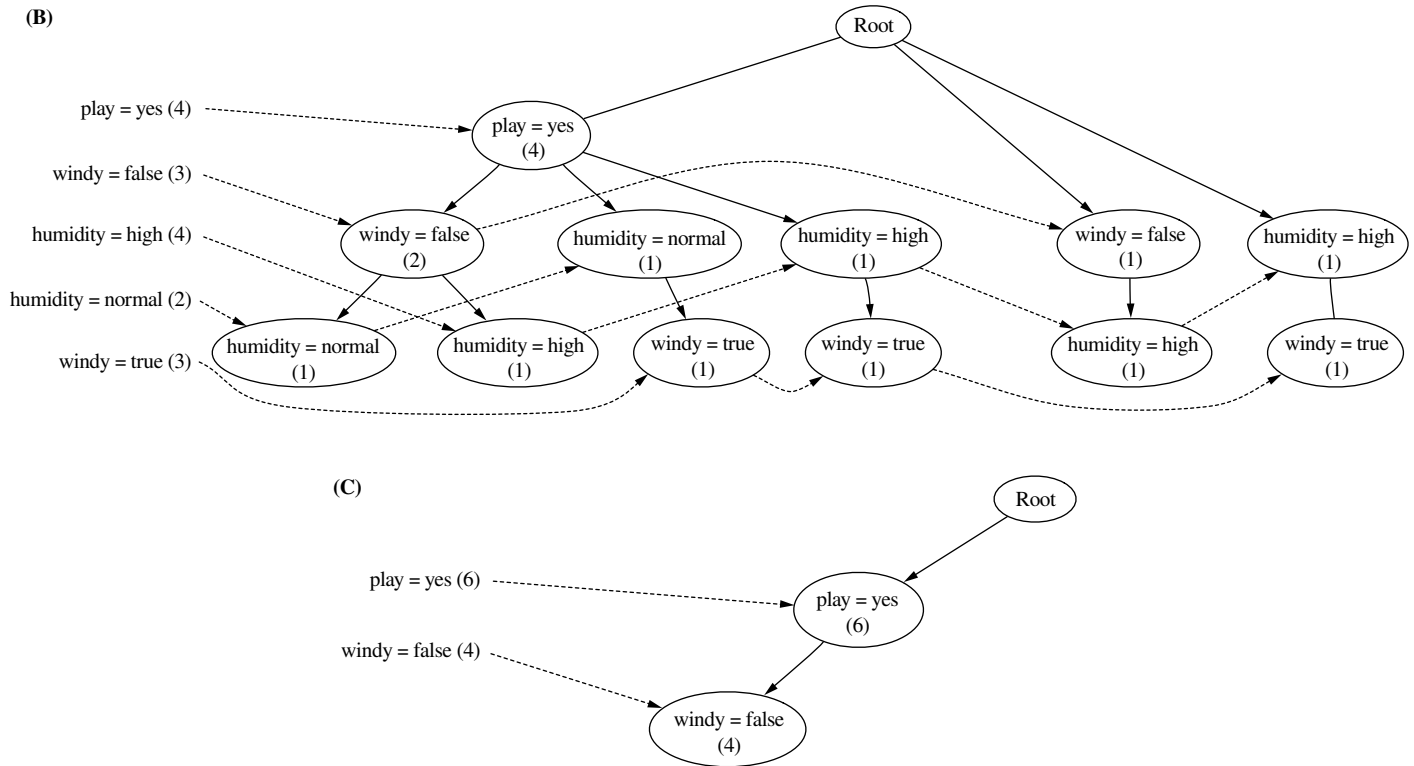 (B)
Root
play = yes (4)
play = yes
(4)
windy = false (3)
humidity = high (4)
windy = false
(2)
humidity = normal
(1)
humidity = high
(1)
windy = false
(1)
humidity = high
(1)
humidity = normal (2)
windy = true (3)
humidity = normal
(1)
humidity = high
(1)
windy = true
(1)
windy = true
(1)
humidity = high
(1)
windy = true
(1)
(C)
Root
play = yes (6)
play = yes
(6)
windy = false (4)
windy = false
(4)